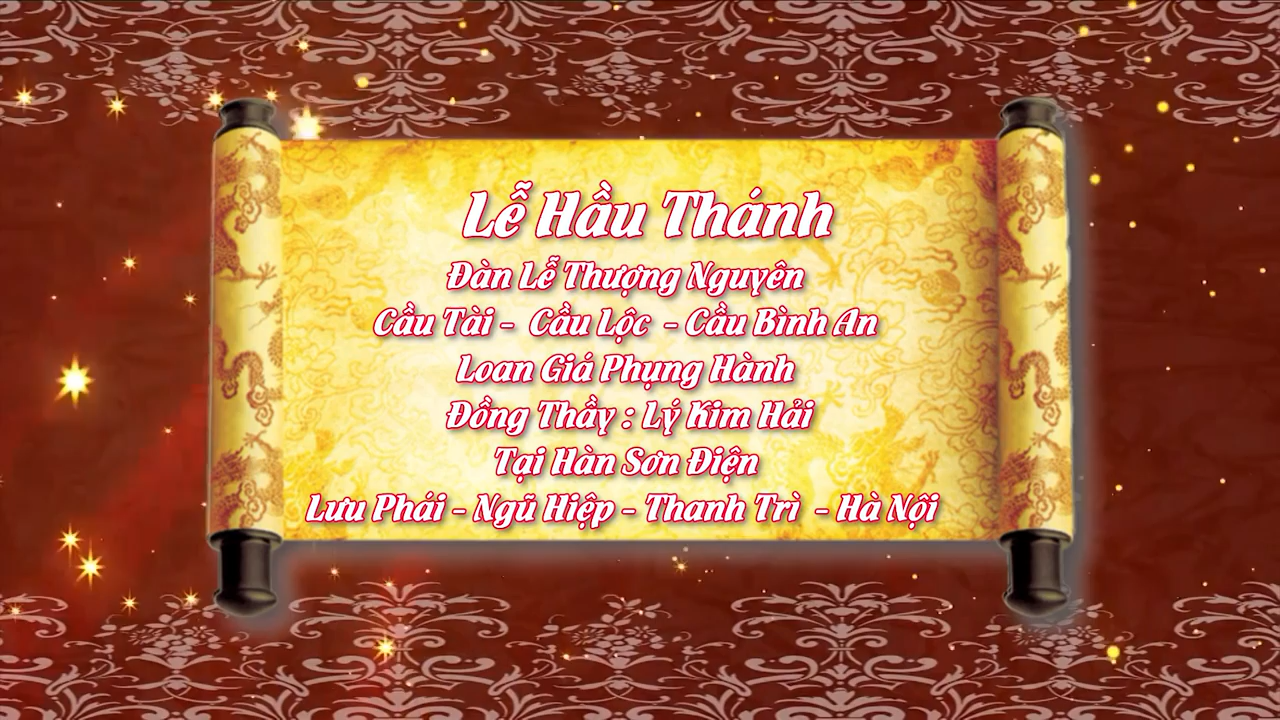 Lễ Hầu Thánh
Đàn Lễ Thượng Nguyên
Cầu Tài - Cầu Lộc - Cầu Bình An
Loan Giá Phụng Hành
Đồng Thầy : Lý Kim Hải
Tại Hàn Sơn Điện
Lưu Phái - Ngũ Hiệp - Thanh Trì - Hà Nội